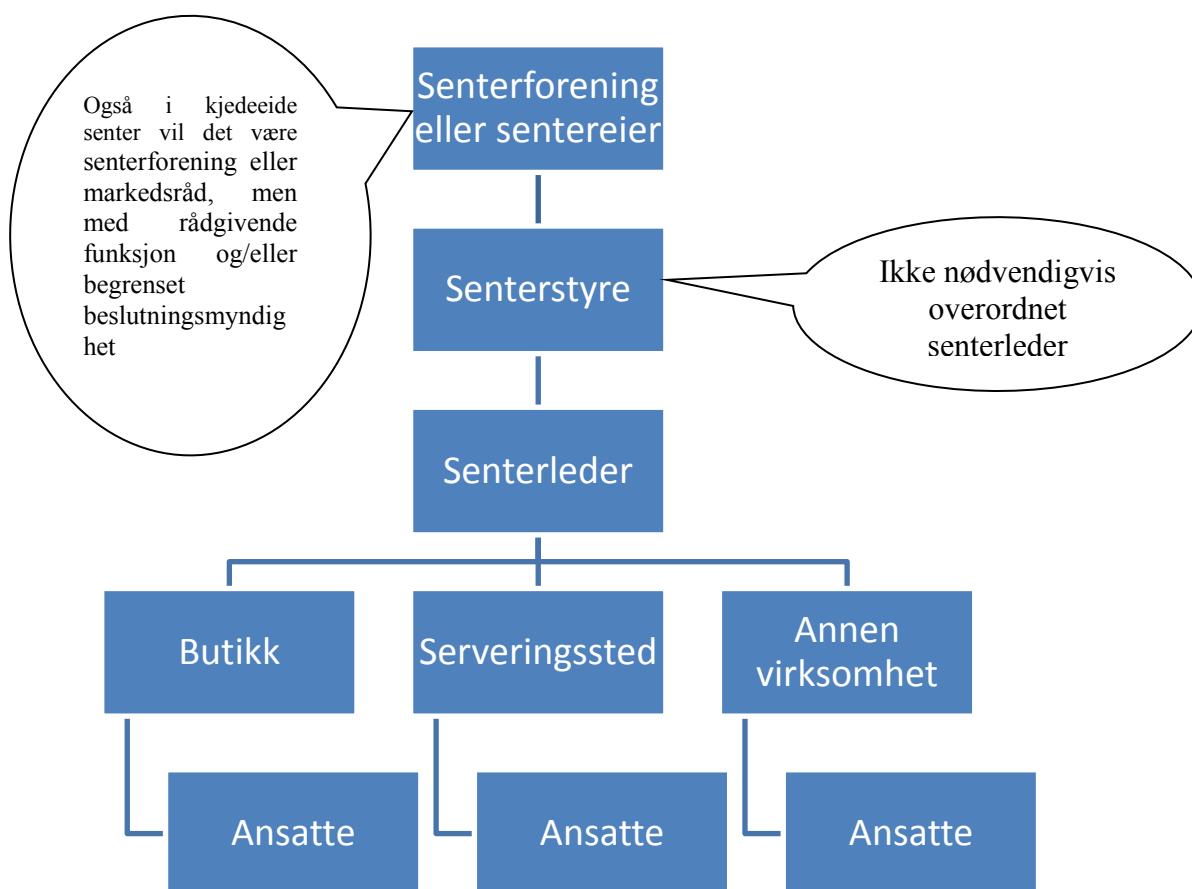 Senterforening
eller sentereier
Også i kjedeeide
senter vil det være
senterforening eller
markedsråd, men
med rådgivende
funksjon og/eller
begrenset
beslutningsmyndig
het
Senterstyre
Ikke nødvendigvis
overordnet
senterleder
Senterleder
Butikk
Serveringssted
Annen
virksomhet
Ansatte
Ansatte
Ansatte